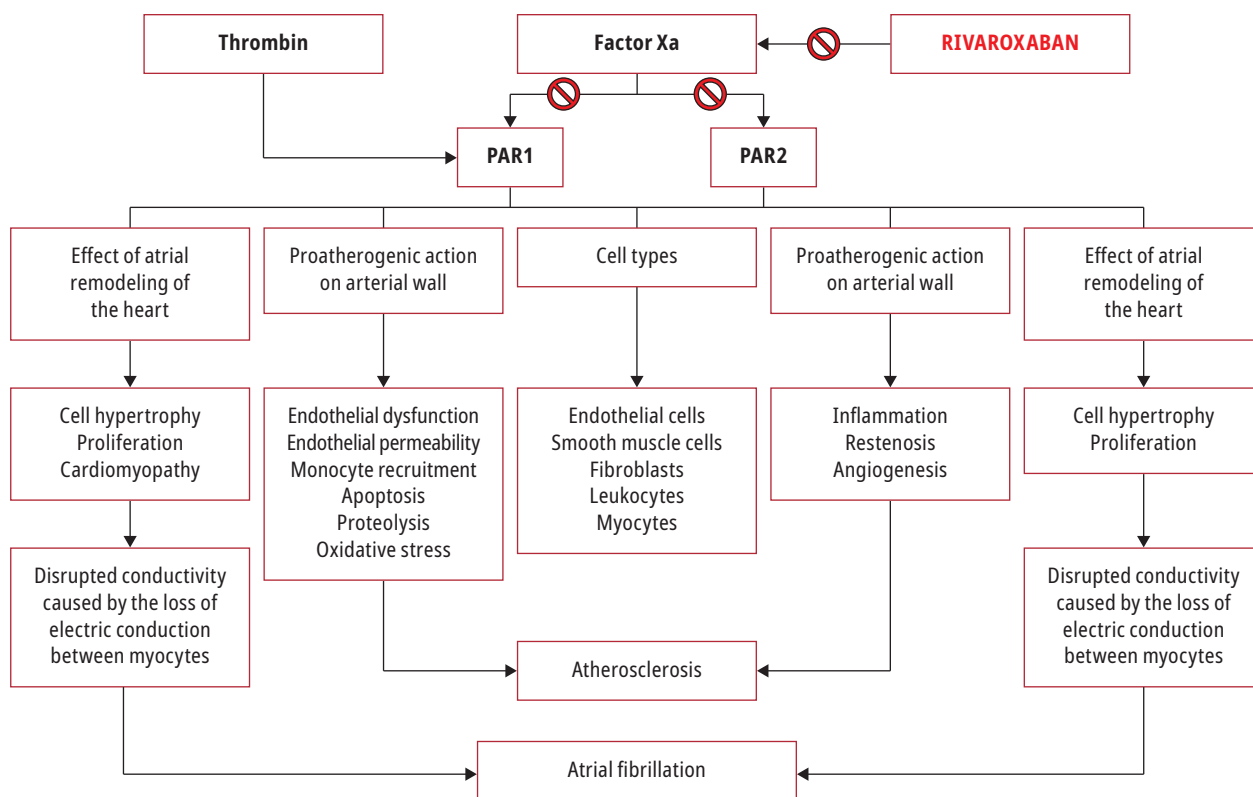 Thrombin
Factor Xa
RIVAROXABAN
PAR1
PAR2
Effect of atrial
remodeling of
the heart
Proatherogenic action
on arterial wall
Cell types
Proatherogenic action
on arterial wall
Effect of atrial
remodeling of
the heart
Cell hypertrophy
Proliferation
Cardiomyopathy
Endothelial dysfunction
Endothelial permeability
Monocyte recruitment
Apoptosis
Proteolysis
Oxidative stress
Endothelial cells
Smooth muscle cells
Fibroblasts
Leukocytes
Myocytes
Inflammation
Restenosis
Angiogenesis
Cell hypertrophy
Proliferation
Disrupted conductivity
caused by the loss of
electric conduction
between myocytes
Atherosclerosis
Disrupted conductivity
caused by the loss of
electric conduction
between myocytes
Atrial fibrillation